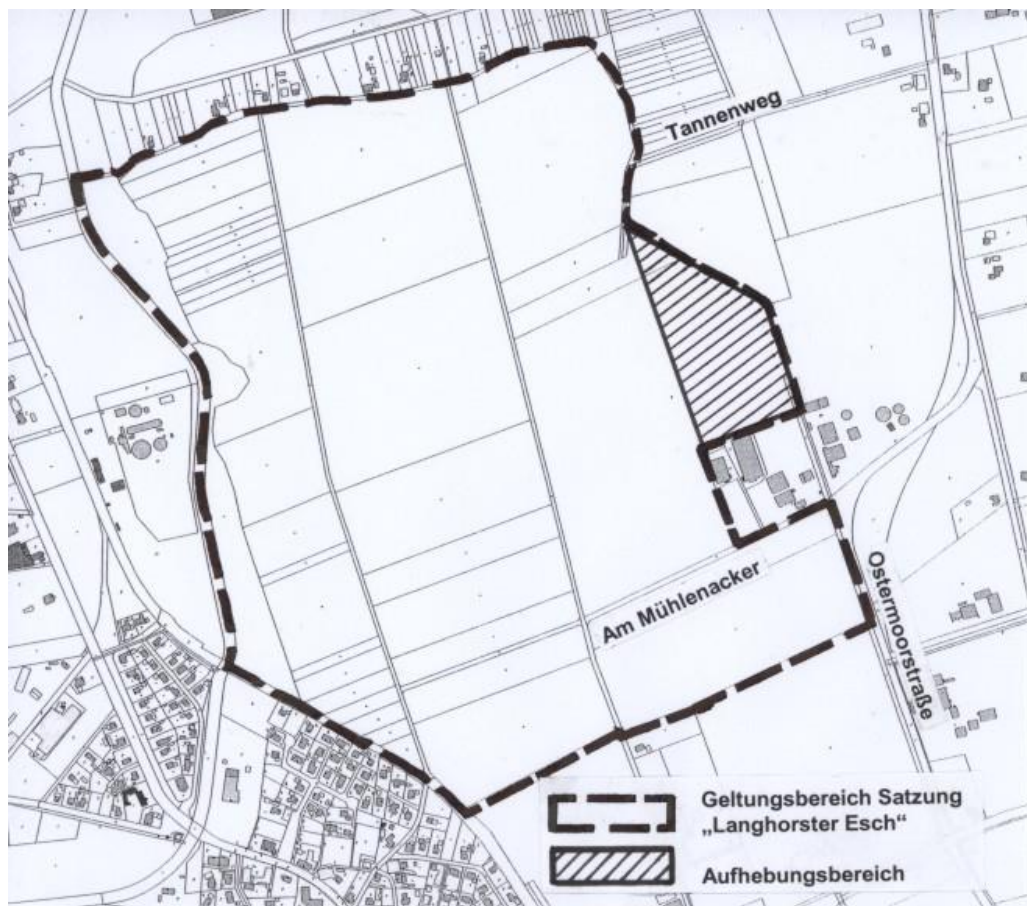 Tannenweg
Am Mühlenacker
Ostermoorstraße
Geltungsbereich Satzung
„Langhorster Esch“
Aufhebungsbereich